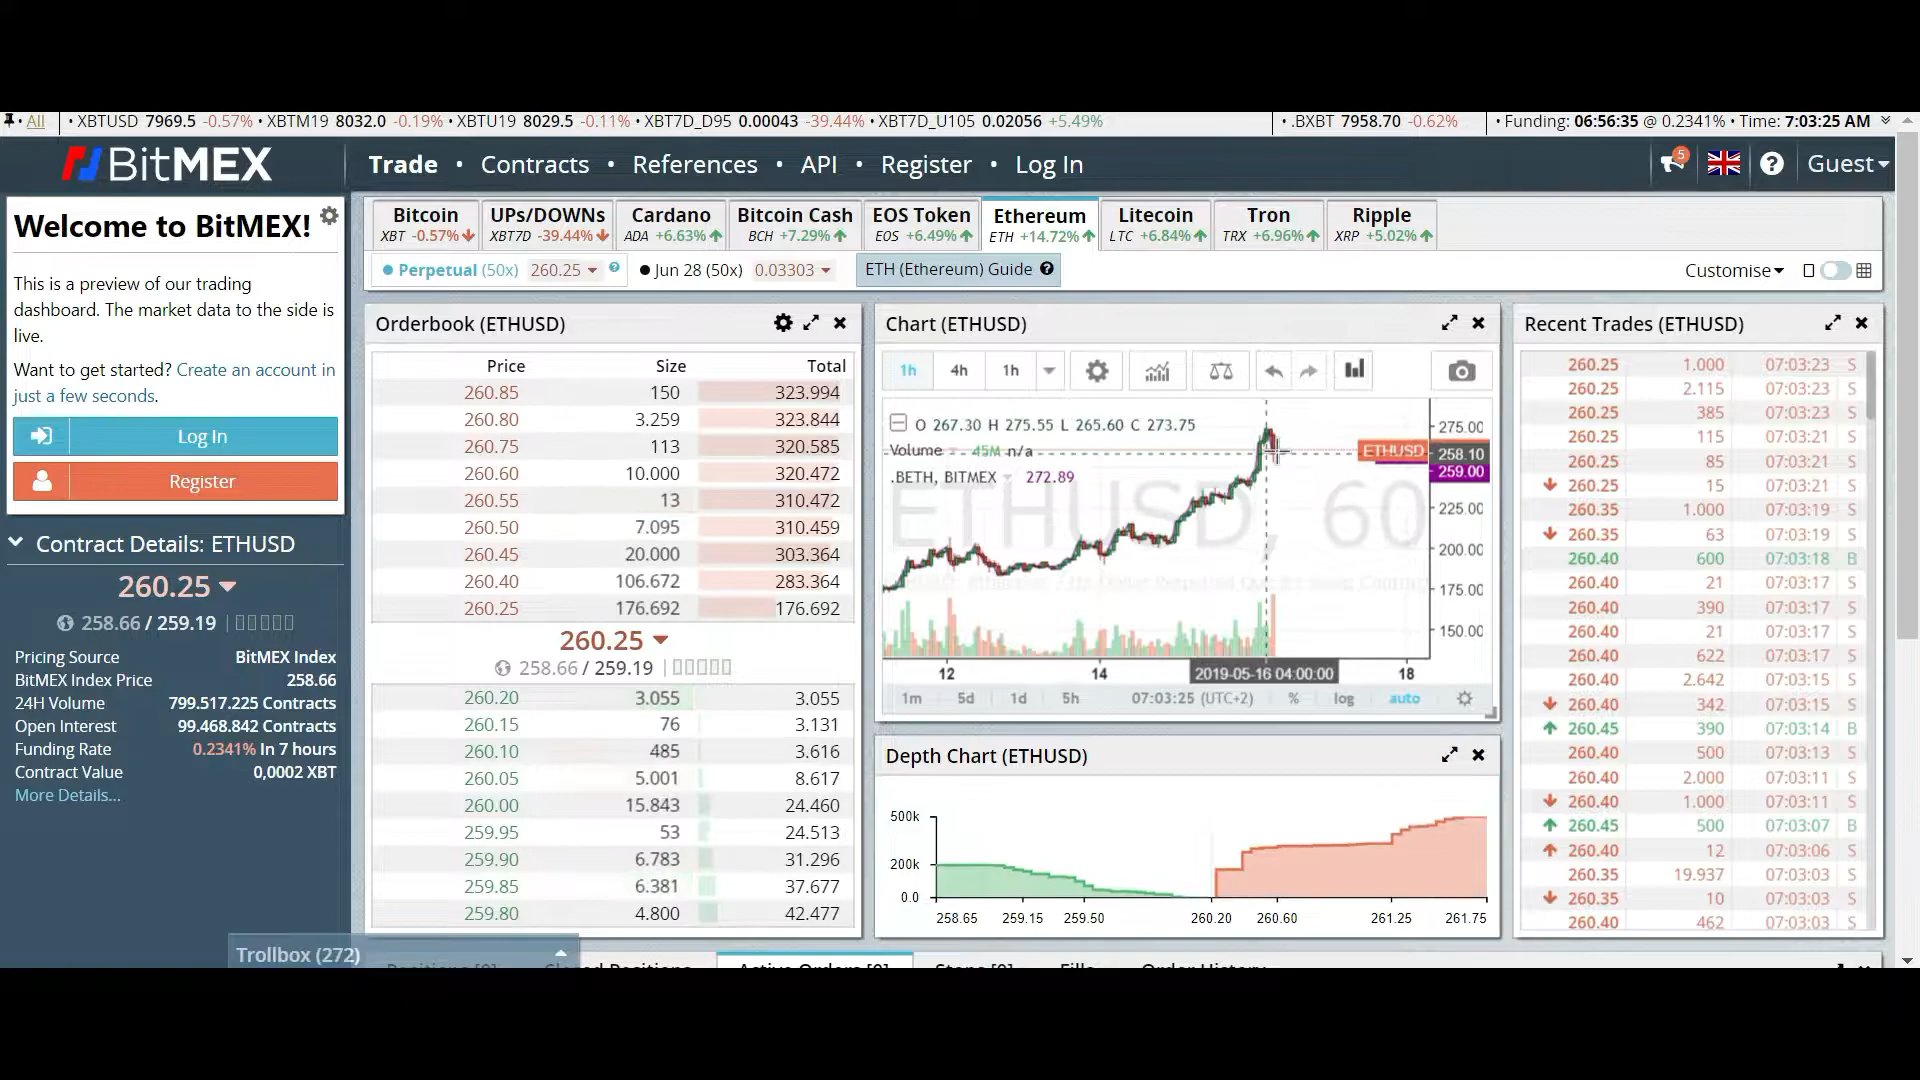 All • XBTUSD 7969.5 -0.57% • XBTM19 8032.0 -0.19% • XBTU19 8029.5 -0.11% • XBT7D_D95 0.00043 -39.44% • XBT7D_U105 0.02056 +5.49% • .BXBT 7958.70 -0.62% • Funding: 06:56:35 @ 0.2341% • Time: 7:03:25 AM
BitMEX Trade • Contracts • References • API • Register • Log In 5 Guest
Welcome to BitMEX!
This is a preview of our trading
dashboard. The market data to the side is
live.
Want to get started? Create an account in
just a few seconds.
Log In
Register
Contract Details: ETHUSD
260.25
258.66 / 259.19
Pricing Source BitMEX Index
BitMEX Index Price 258.66
24H Volume 799.517.225 Contracts
Open Interest 99.468.842 Contracts
Funding Rate 0.2341% In 7 hours
Contract Value 0,0002 XBT
More Details...
Trollbox (272)
Bitcoin UPs/DOWNs Cardano Bitcoin Cash EOS Token Ethereum Litecoin Tron Ripple
XBT -0.57% XBT7D -39.44% ADA +6.63% BCH +7.29% EOS +6.49% ETH +14.72% LTC +6.84% TRX +6.96% XRP +5.02%
Perpetual (50x) 260.25 Jun 28 (50x) 0.03303 ETH (Ethereum) Guide Customise
Orderbook (ETHUSD)
Price Size Total
260.85 150 323.994
260.80 3.259 323.844
260.75 113 320.585
260.60 10.000 320.472
260.55 13 310.472
260.50 7.095 310.459
260.45 20.000 303.364
260.40 106.672 283.364
260.25 176.692 176.692
260.25
258.66 / 259.19
260.20 3.055 3.055
260.15 76 3.131
260.10 485 3.616
260.05 5.001 8.617
260.00 15.843 24.460
259.95 53 24.513
259.90 6.783 31.296
259.85 6.381 37.677
259.80 4.800 42.477
Chart (ETHUSD)
1h 4h 1h
O 267.30 H 275.55 L 265.60 C 273.75
Volume 45M n/a
.BETH, BITMEX 272.89
ETHUSD, 60
275.00
ETHUSD 258.10
259.00
225.00
200.00
175.00
150.00
12 14 2019-05-16 04:00:00 18
1m 5d 1d 5h 07:03:25 (UTC+2) % log auto
Depth Chart (ETHUSD)
500k
200k
0.0
258.65 259.15 259.50 260.20 260.60 261.25 261.75
Recent Trades (ETHUSD)
260.25 1.000 07:03:23 S
260.25 2.115 07:03:23 S
260.25 385 07:03:23 S
260.25 115 07:03:21 S
260.25 85 07:03:21 S
260.25 15 07:03:21 S
260.35 1.000 07:03:19 S
260.35 63 07:03:19 S
260.40 600 07:03:18 B
260.40 21 07:03:17 S
260.40 390 07:03:17 S
260.40 21 07:03:17 S
260.40 622 07:03:17 S
260.40 2.642 07:03:15 S
260.40 342 07:03:15 S
260.45 390 07:03:14 B
260.40 500 07:03:13 S
260.40 2.000 07:03:11 S
260.40 1.000 07:03:11 S
260.45 500 07:03:07 B
260.40 12 07:03:06 S
260.35 19.937 07:03:03 S
260.35 10 07:03:03 S
260.40 462 07:03:03 S